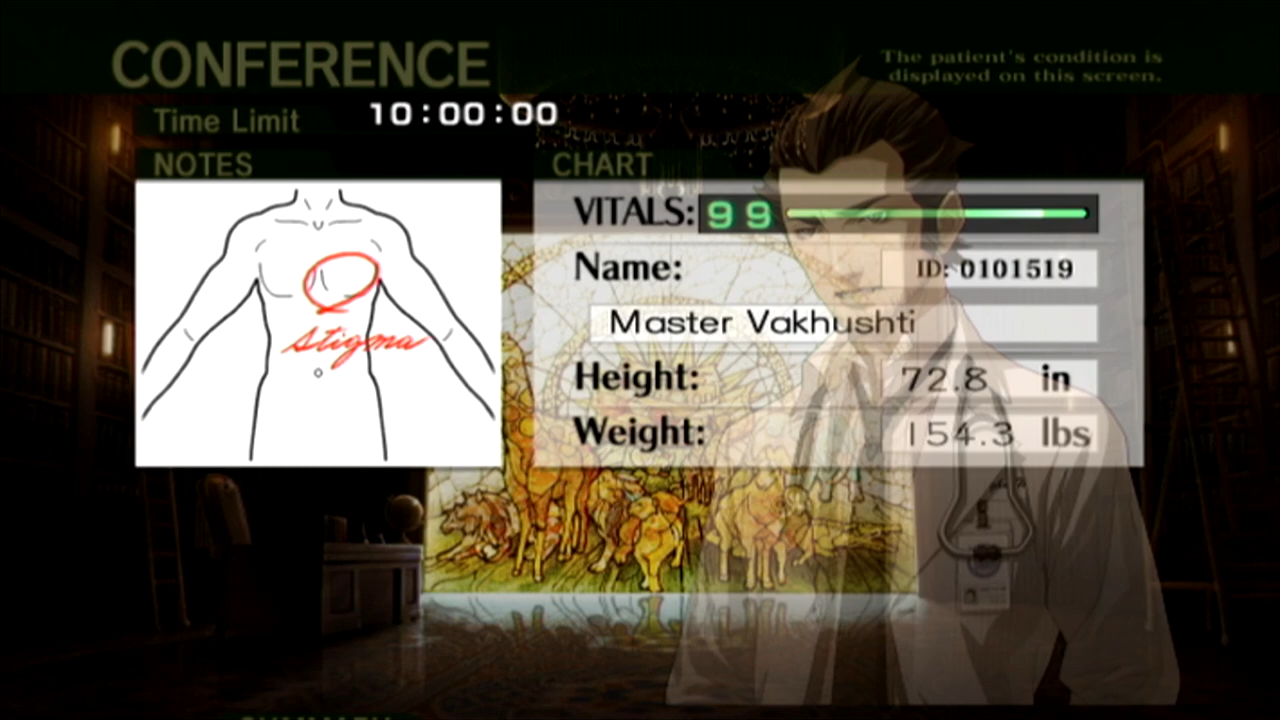 CONFERENCE
The patient's condition is
displayed on this screen.
Time Limit 10:00:00
NOTES
CHART
Stigma
VITALS: 99
Name: ID: 0101519
Master Vakhushti
Height: 72.8 in
Weight: 154.3 lbs